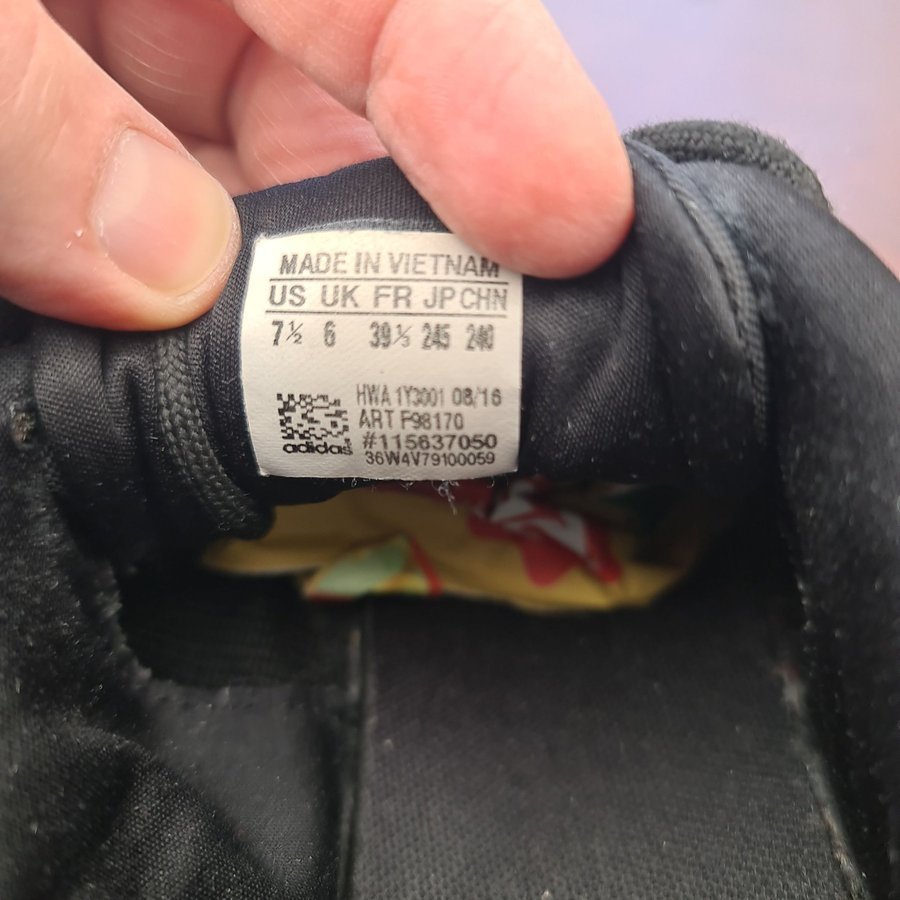 MADE IN VIETNAM
US UK FR JP CHN
7½ 6 39⅓ 245 240
HWA 1Y3001 08/16
ART P98170
#115637050
adidas
36W4V79100059